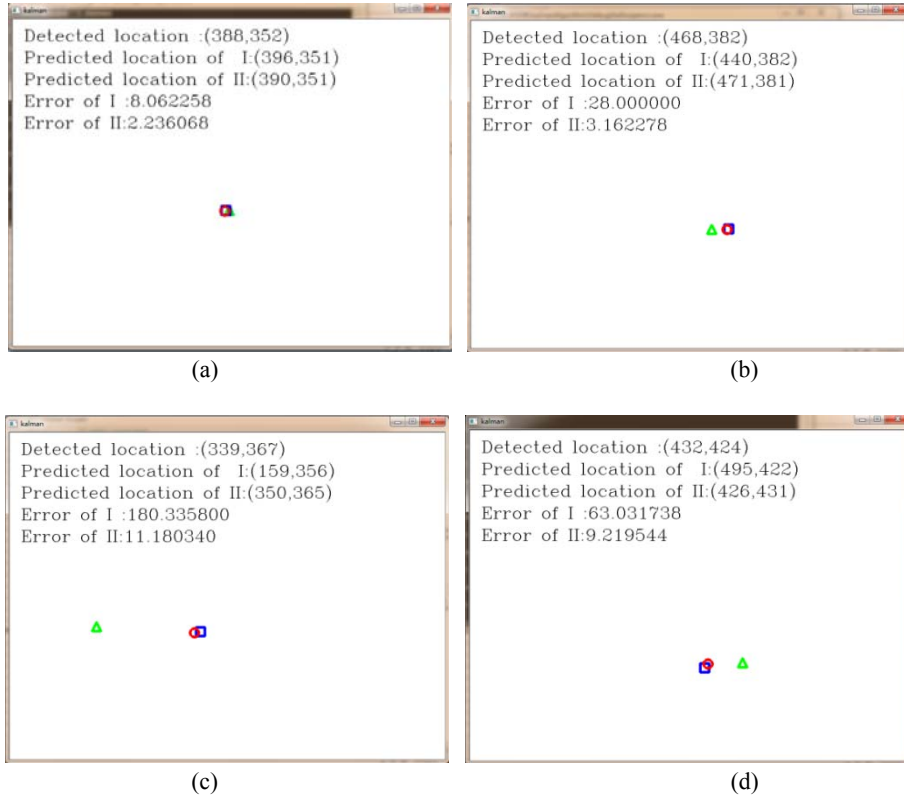 kalman
Detected location :(388,352)
Predicted location of I:(396,351)
Predicted location of II:(390,351)
Error of I :8.062258
Error of II:2.236068
(a)
kalman
Detected location :(468,382)
Predicted location of I:(440,382)
Predicted location of II:(471,381)
Error of I :28.000000
Error of II:3.162278
(b)
kalman
Detected location :(339,367)
Predicted location of I:(159,356)
Predicted location of II:(350,365)
Error of I :180.335800
Error of II:11.180340
(c)
kalman
Detected location :(432,424)
Predicted location of I:(495,422)
Predicted location of II:(426,431)
Error of I :63.031738
Error of II:9.219544
(d)